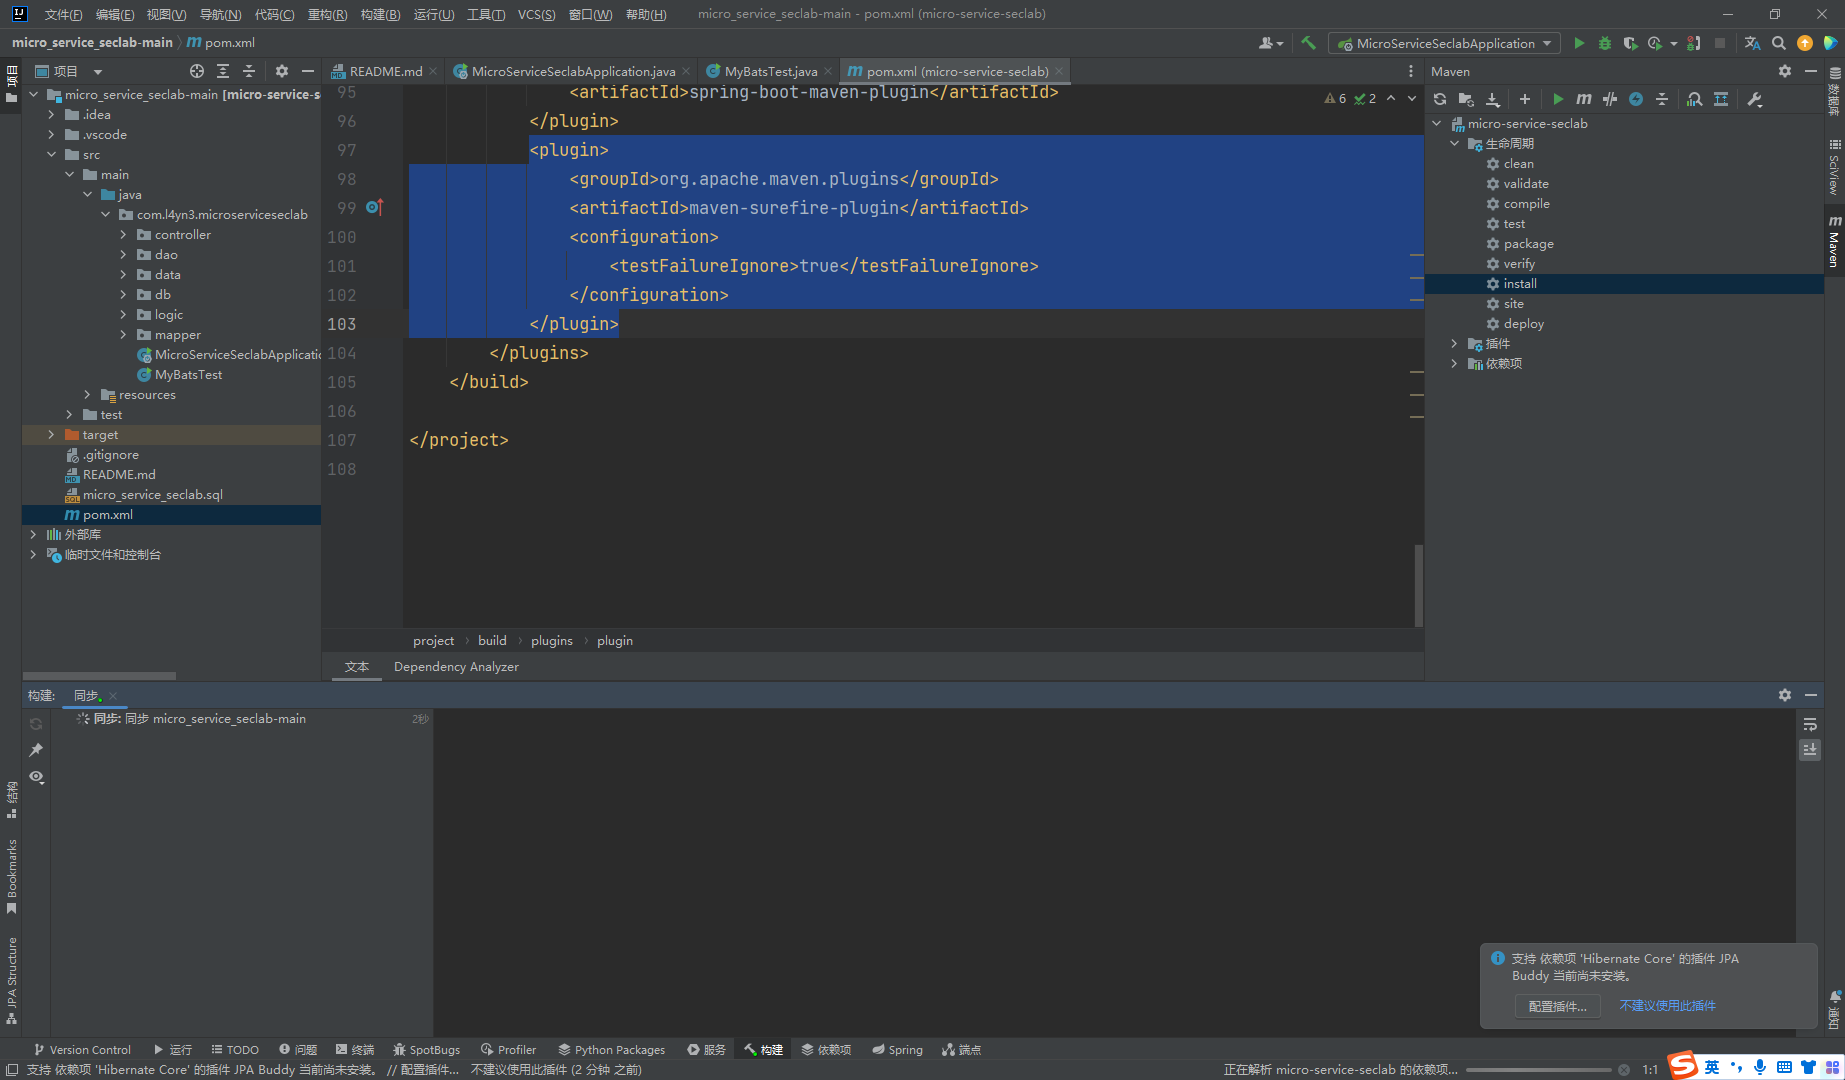 文件(F) 编辑(E) 视图(V) 导航(N) 代码(C) 重构(R) 构建(B) 运行(U) 工具(T) VCS(S) 窗口(W) 帮助(H) micro_service_seclab-main - pom.xml (micro-service-seclab)
micro_service_seclab-main pom.xml MicroServiceSeclabApplication
项目
README.md MicroServiceSeclabApplication.java MyBatsTest.java pom.xml (micro-service-seclab)
micro_service_seclab-main [micro-service-s
.idea
.vscode
src
main
java
com.l4yn3.microserviceseclab
controller
dao
data
db
logic
mapper
MicroServiceSeclabApplicatic
MyBatsTest
resources
test
target
.gitignore
README.md
micro_service_seclab.sql
pom.xml
外部库
临时文件和控制台
6 2
95 <artifactId>spring-boot-maven-plugin</artifactId>
96 </plugin>
97 <plugin>
98 <groupId>org.apache.maven.plugins</groupId>
99 <artifactId>maven-surefire-plugin</artifactId>
100 <configuration>
101 <testFailureIgnore>true</testFailureIgnore>
102 </configuration>
103 </plugin>
104 </plugins>
105 </build>
106
107 </project>
108
project build plugins plugin
文本 Dependency Analyzer
Maven
micro-service-seclab
生命周期
clean
validate
compile
test
package
verify
install
site
deploy
插件
依赖项
项目
结构
Bookmarks
JPA Structure
数据库
SciView
Maven
通知
构建: 同步
同步: 同步 micro_service_seclab-main 2秒
支持 依赖项 'Hibernate Core' 的插件 JPA
Buddy 当前尚未安装。
配置插件... 不建议使用此插件
Version Control 运行 TODO 问题 终端 SpotBugs Profiler Python Packages 服务 构建 依赖项 Spring 端点
支持 依赖项 'Hibernate Core' 的插件 JPA Buddy 当前尚未安装。 // 配置插件... 不建议使用此插件 (2 分钟 之前) 正在解析 micro-service-seclab 的依赖项... 1:1 英